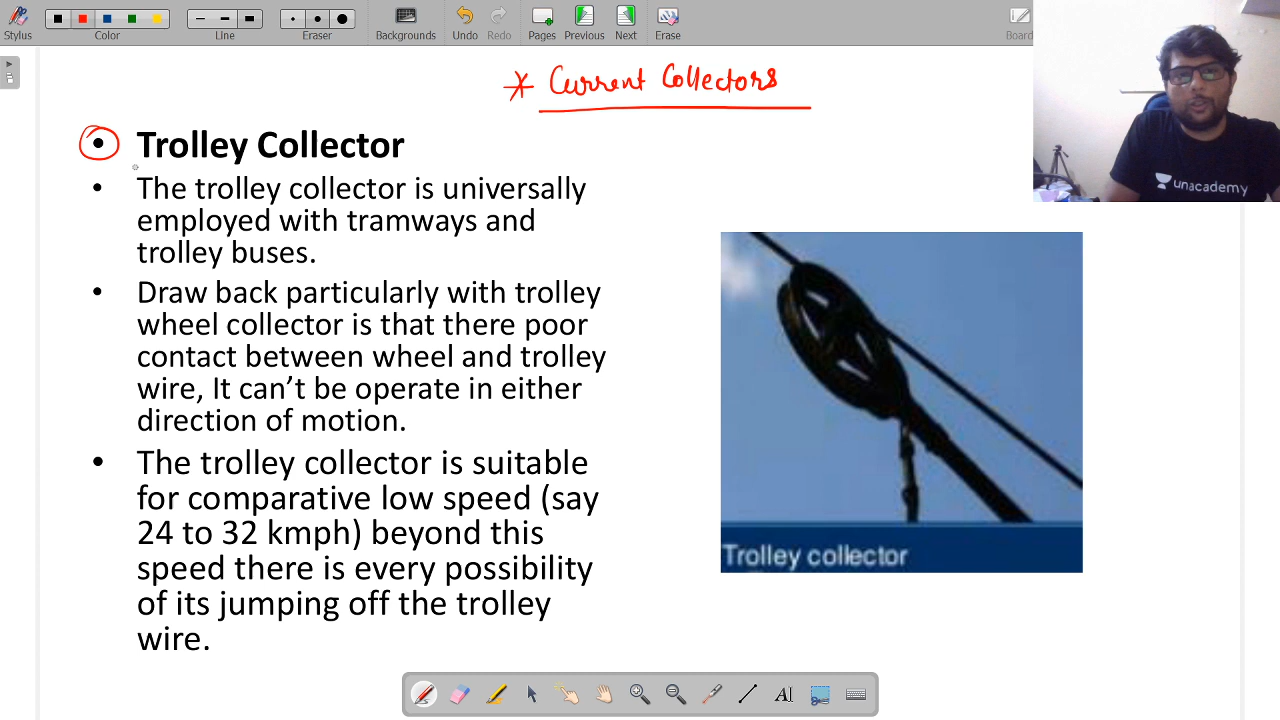 Stylus
Color
Line
Eraser
Backgrounds
Undo
Redo
Pages
Previous
Next
Erase
Board
* Current Collectors
unacademy
• Trolley Collector
• The trolley collector is universally
employed with tramways and
trolley buses.
• Draw back particularly with trolley
wheel collector is that there poor
contact between wheel and trolley
wire, It can’t be operate in either
direction of motion.
• The trolley collector is suitable
for comparative low speed (say
24 to 32 kmph) beyond this
speed there is every possibility
of its jumping off the trolley
wire.
Trolley collector
AI